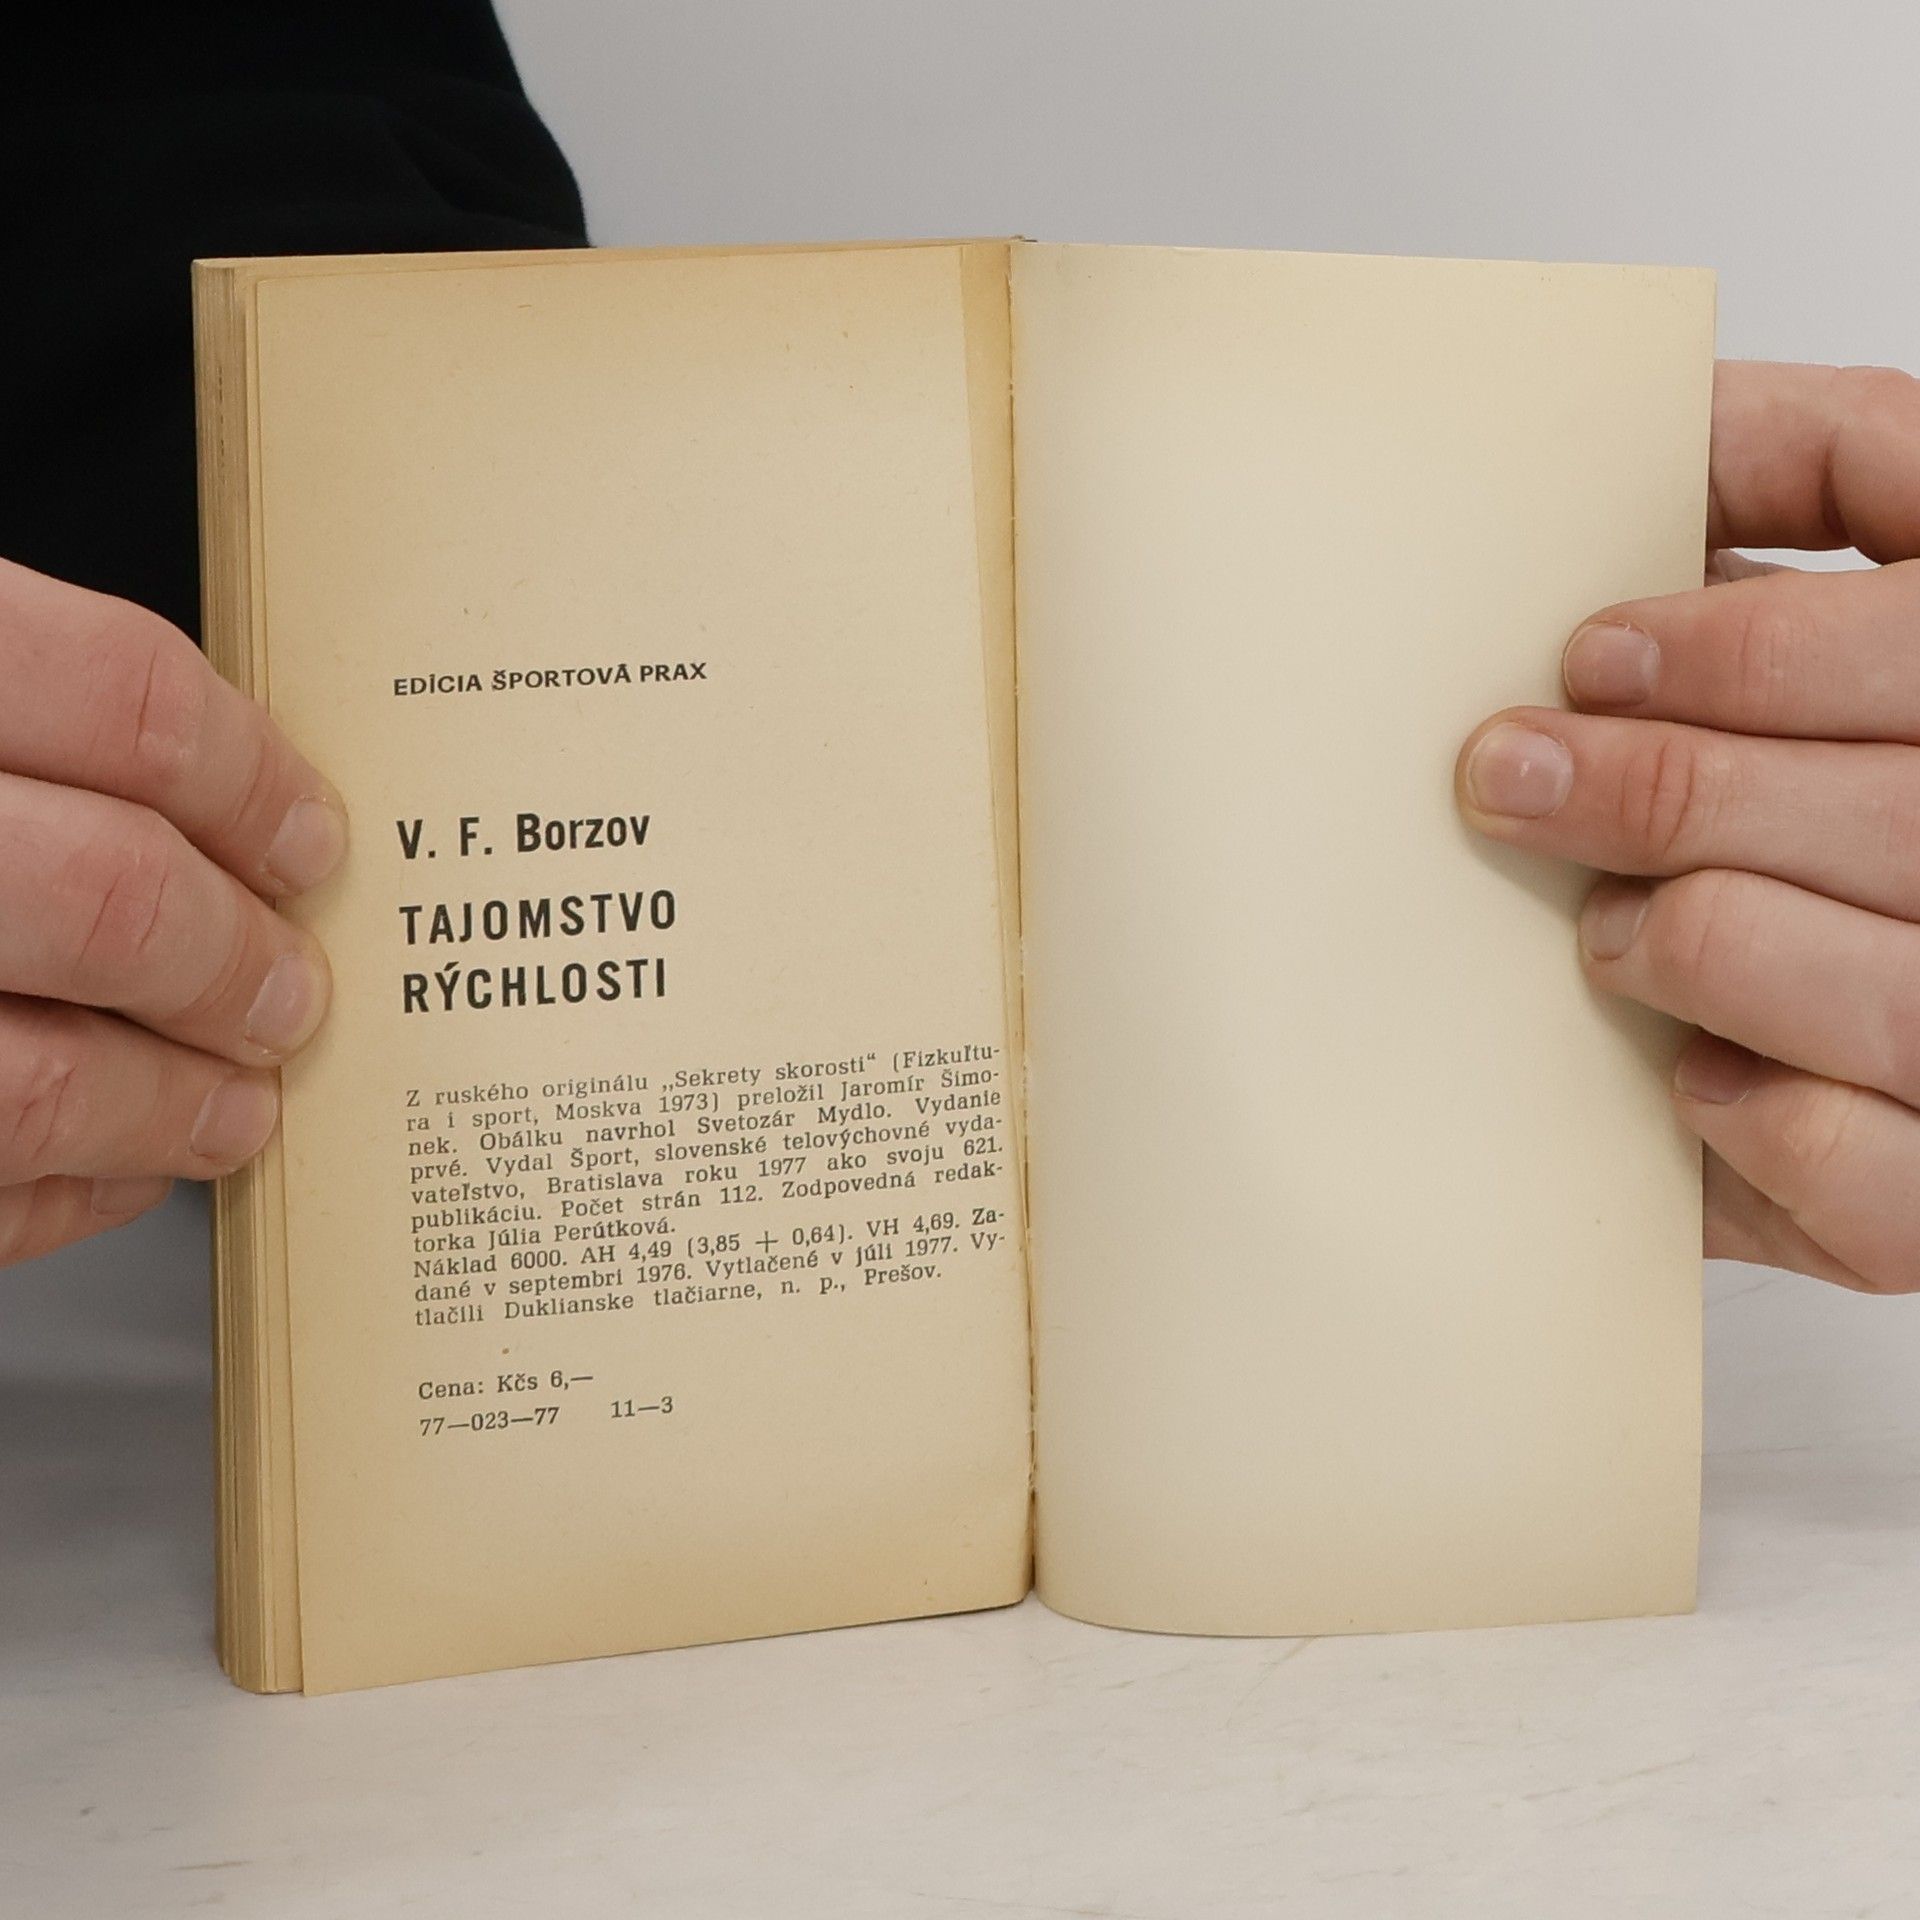 EDÍCIA ŠPORTOVÁ PRAX
V. F. Borzov
TAJOMSTVO
RÝCHLOSTI
Z ruského originálu „Sekrety skorosti“ (Fizkuľtu-
ra i sport, Moskva 1973) preložil Jaromír Šimo-
nek. Obálku navrhol Svetozár Mydlo. Vydanie
prvé. Vydal Šport, slovenské telovýchovné vyda-
vateľstvo, Bratislava roku 1977 ako svoju 621.
publikáciu. Počet strán 112. Zodpovedná redak-
torka Júlia Perútková.
Náklad 6000. AH 4,49 (3,85 + 0,64). VH 4,69. Za-
dané v septembri 1976. Vytlačené v júli 1977. Vy-
tlačili Duklianske tlačiarne, n. p., Prešov.
Cena: Kčs 6,—
77—023—77 11—3